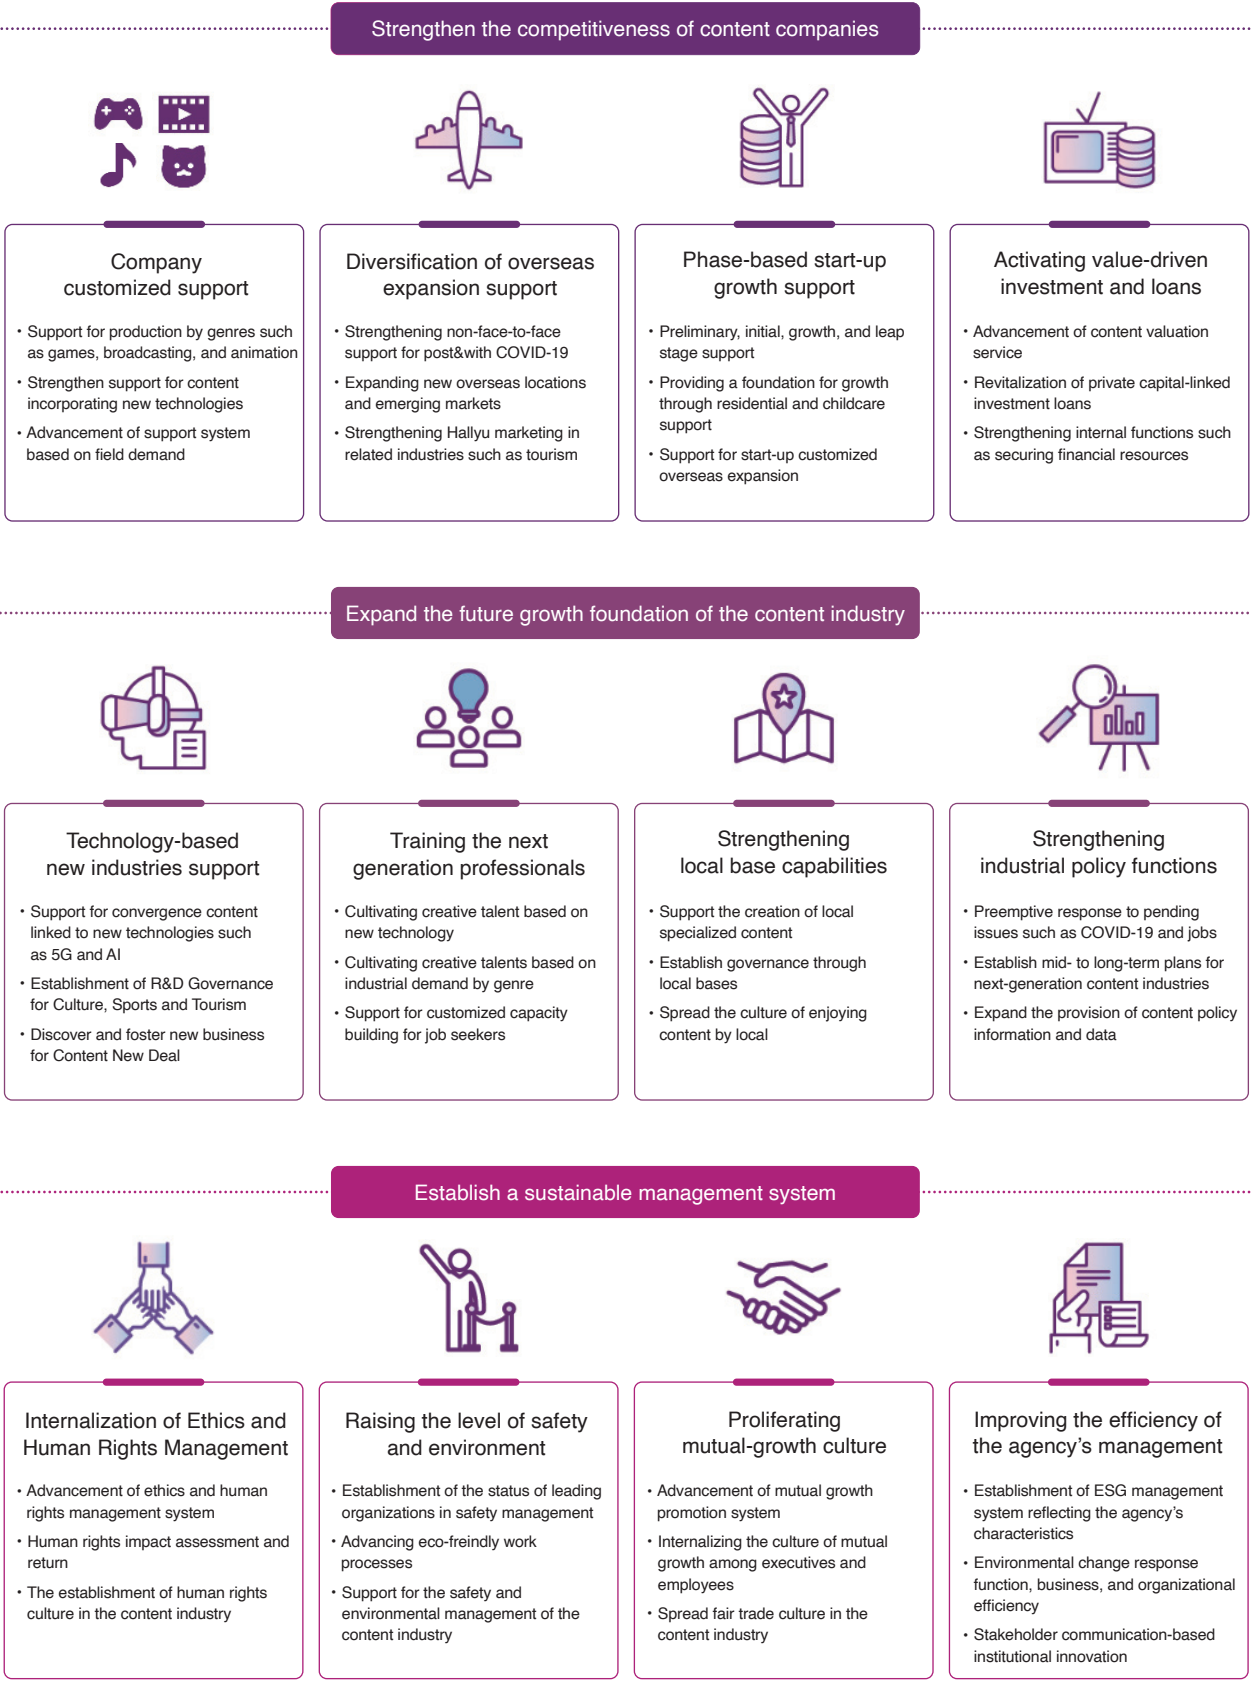 Strengthen the competitiveness of content companies
Company
customized support
• Support for production by genres such
as games, broadcasting, and animation
• Strengthen support for content
incorporating new technologies
• Advancement of support system
based on field demand
Diversification of overseas
expansion support
• Strengthening non-face-to-face
support for post&with COVID-19
• Expanding new overseas locations
and emerging markets
• Strengthening Hallyu marketing in
related industries such as tourism
Phase-based start-up
growth support
• Preliminary, initial, growth, and leap
stage support
• Providing a foundation for growth
through residential and childcare
support
• Support for start-up customized
overseas expansion
Activating value-driven
investment and loans
• Advancement of content valuation
service
• Revitalization of private capital-linked
investment loans
• Strengthening internal functions such
as securing financial resources
Expand the future growth foundation of the content industry
Technology-based
new industries support
• Support for convergence content
linked to new technologies such
as 5G and AI
• Establishment of R&D Governance
for Culture, Sports and Tourism
• Discover and foster new business
for Content New Deal
Training the next
generation professionals
• Cultivating creative talent based on
new technology
• Cultivating creative talents based on
industrial demand by genre
• Support for customized capacity
building for job seekers
Strengthening
local base capabilities
• Support the creation of local
specialized content
• Establish governance through
local bases
• Spread the culture of enjoying
content by local
Strengthening
industrial policy functions
• Preemptive response to pending
issues such as COVID-19 and jobs
• Establish mid- to long-term plans for
next-generation content industries
• Expand the provision of content policy
information and data
Establish a sustainable management system
Internalization of Ethics and
Human Rights Management
• Advancement of ethics and human
rights management system
• Human rights impact assessment and
return
• The establishment of human rights
culture in the content industry
Raising the level of safety
and environment
• Establishment of the status of leading
organizations in safety management
• Advancing eco-freindly work
processes
• Support for the safety and
environmental management of the
content industry
Proliferating
mutual-growth culture
• Advancement of mutual growth
promotion system
• Internalizing the culture of mutual
growth among executives and
employees
• Spread fair trade culture in the
content industry
Improving the efficiency of
the agency's management
• Establishment of ESG management
system reflecting the agency's
characteristics
• Environmental change response
function, business, and organizational
efficiency
• Stakeholder communication-based
institutional innovation